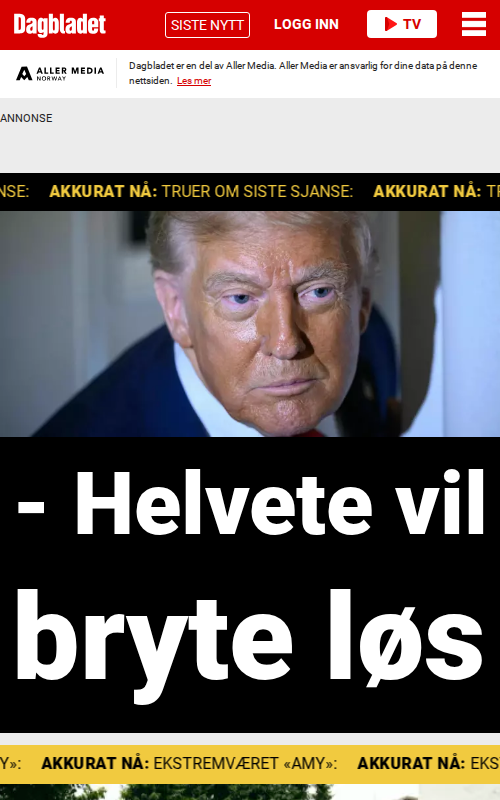 Dagbladet
SISTE NYTT
LOGG INN
TV
ALLER MEDIA
NORWAY
Dagbladet er en del av Aller Media. Aller Media er ansvarlig for dine data på denne
nettsiden. Les mer
ANNONSE
NSE: AKKURAT NÅ: TRUER OM SISTE SJANSE: AKKURAT NÅ: TR
- Helvete vil
bryte løs
Y»: AKKURAT NÅ: EKSTREMVÆRET «AMY»: AKKURAT NÅ: EKS